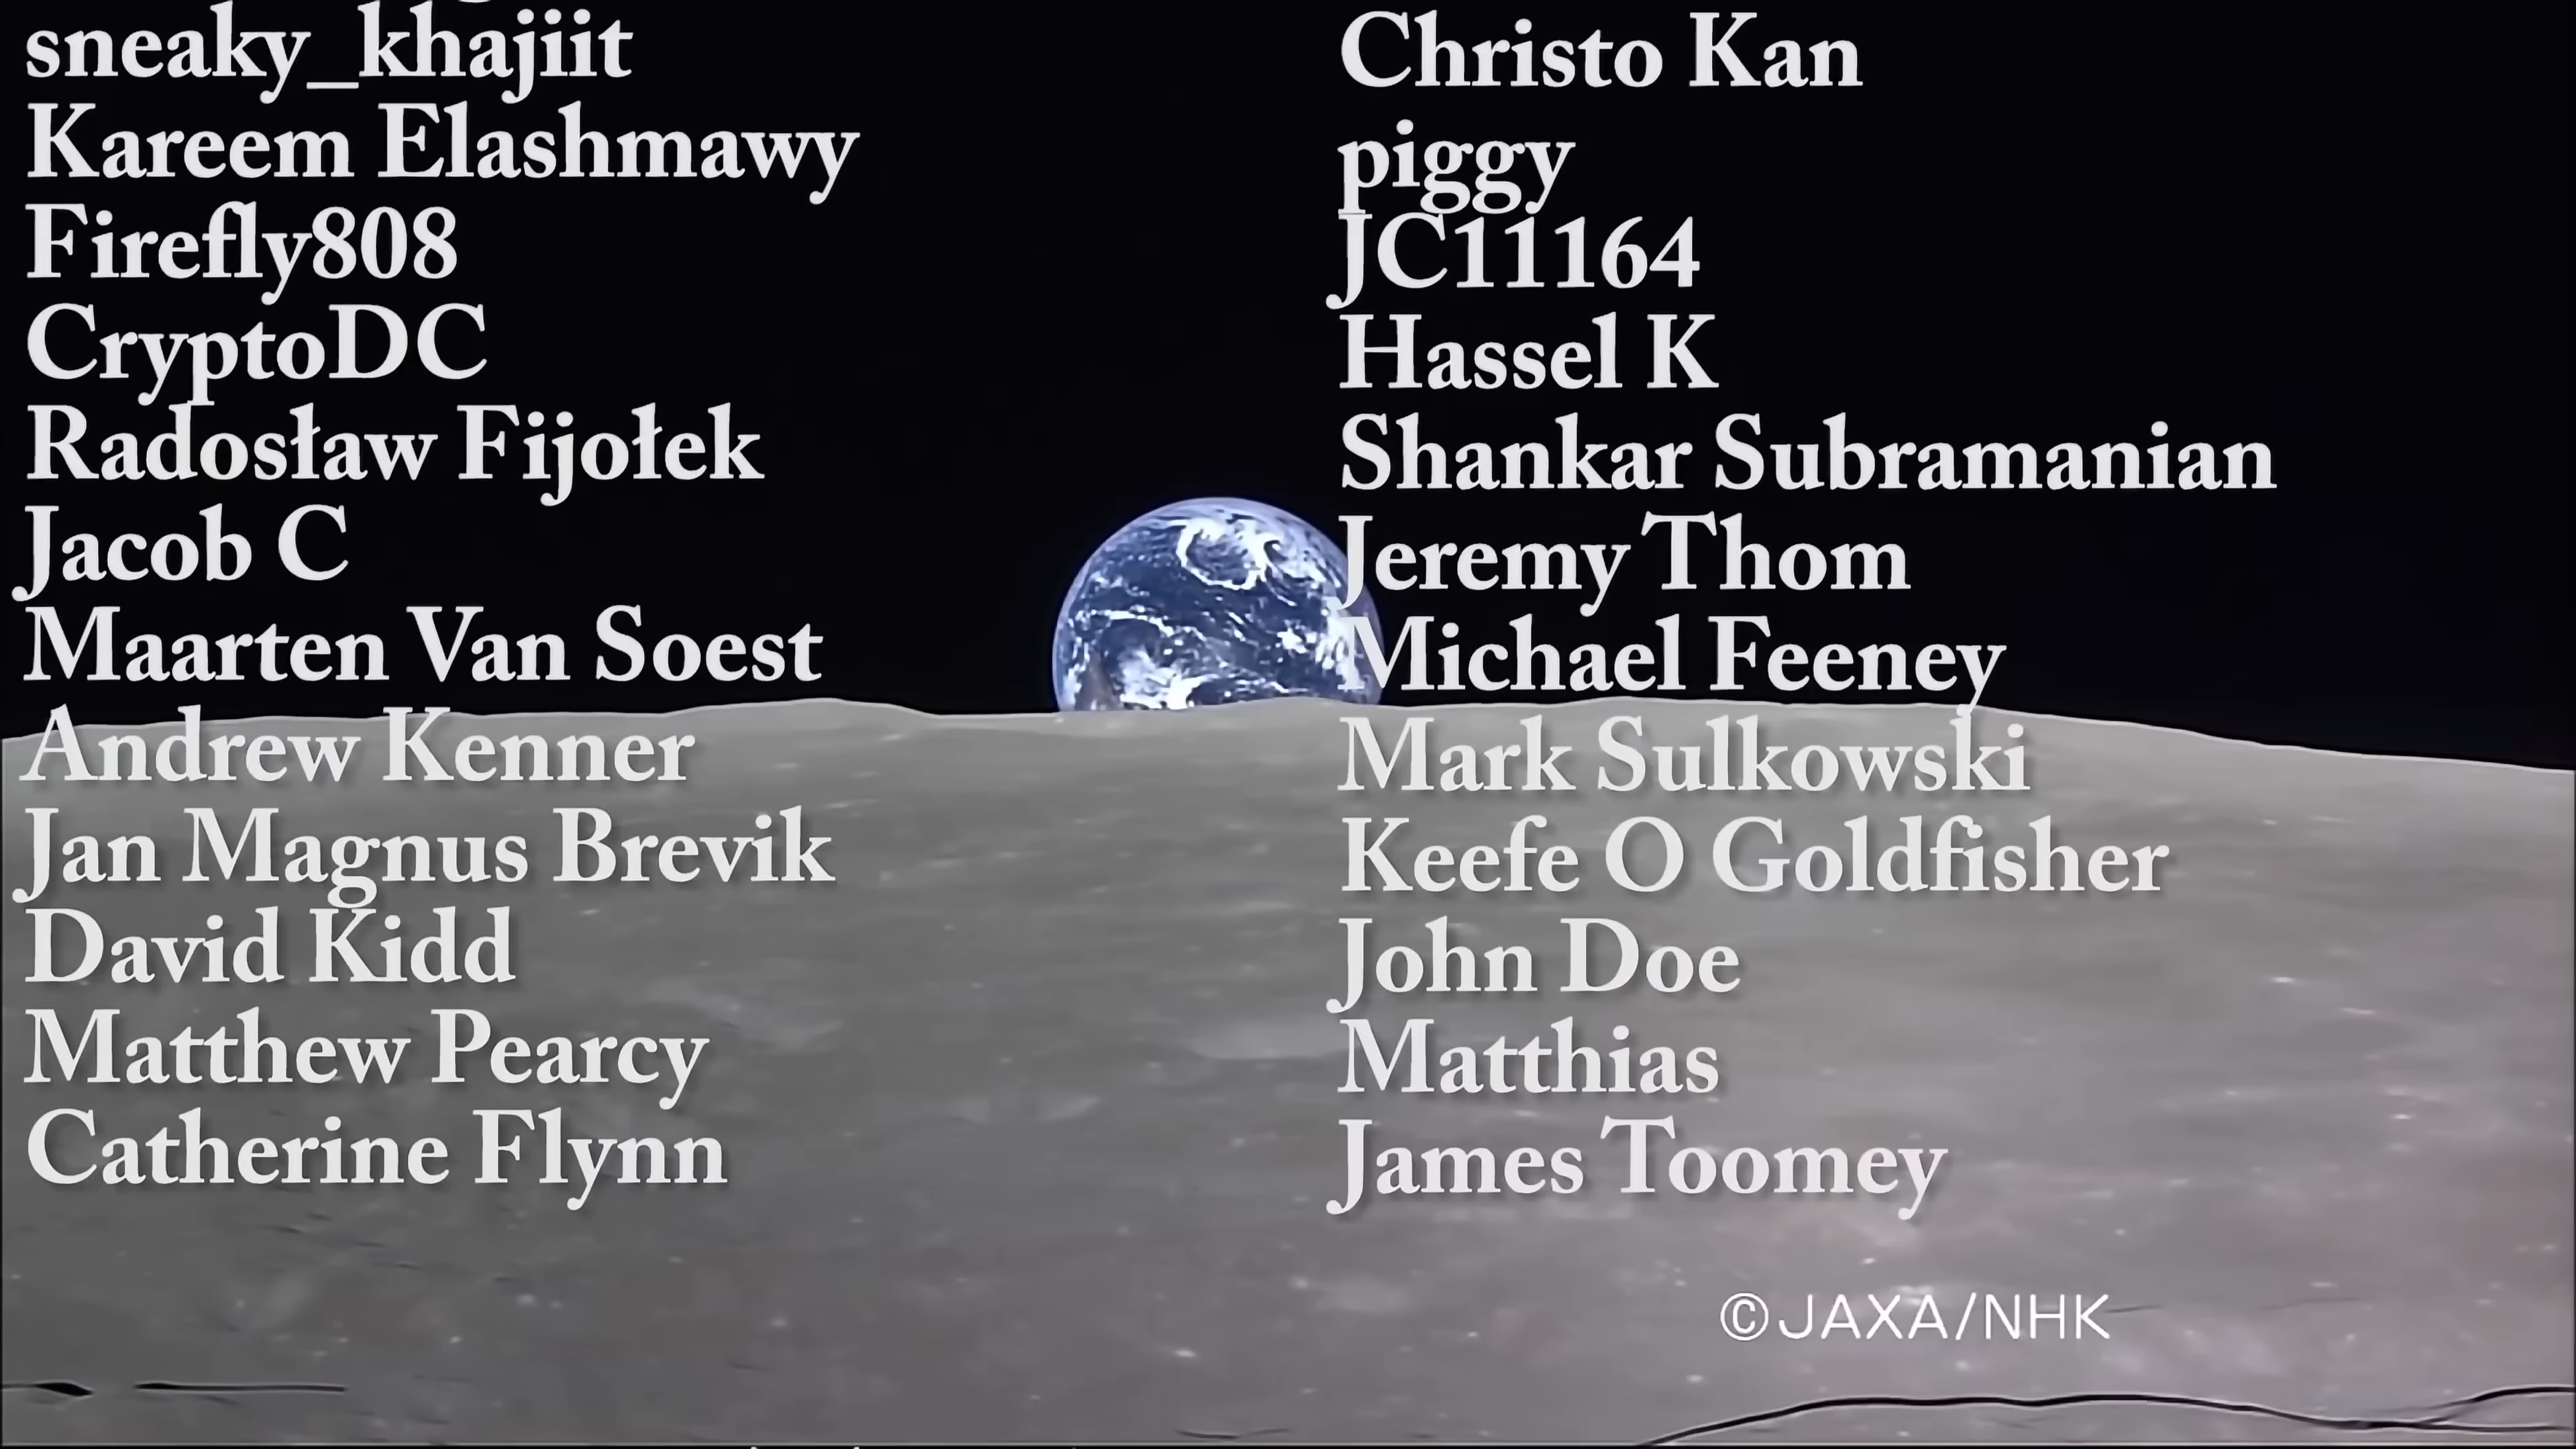 sneaky_khajiit
Kareem Elashmawy
Firefly808
CryptoDC
Radosław Fijołek
Jacob C
Maarten Van Soest
Andrew Kenner
Jan Magnus Brevik
David Kidd
Matthew Pearcy
Catherine Flynn
Christo Kan
piggy
JC11164
Hassel K
Shankar Subramanian
Jeremy Thom
Michael Feeney
Mark Sulkowski
Keefe O Goldfisher
John Doe
Matthias
James Toomey
©JAXA/NHK